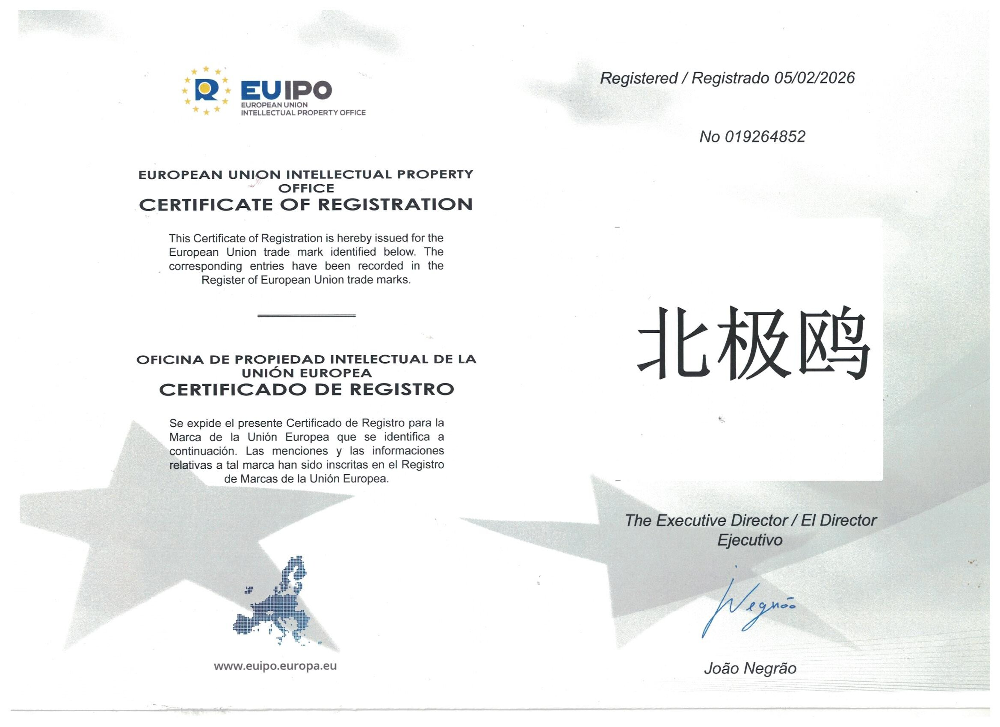 EUIPO
EUROPEAN UNION
INTELLECTUAL PROPERTY OFFICE
EUROPEAN UNION INTELLECTUAL PROPERTY
OFFICE
CERTIFICATE OF REGISTRATION
This Certificate of Registration is hereby issued for the
European Union trade mark identified below. The
corresponding entries have been recorded in the
Register of European Union trade marks.
OFICINA DE PROPIEDAD INTELECTUAL DE LA
UNIÓN EUROPEA
CERTIFICADO DE REGISTRO
Se expide el presente Certificado de Registro para la
Marca de la Unión Europea que se identifica a
continuación. Las menciones y las informaciones
relativas a tal marca han sido inscritas en el Registro
de Marcas de la Unión Europea.
www.euipo.europa.eu
Registered / Registrado 05/02/2026
No 019264852
北极鸥
The Executive Director / El Director
Ejecutivo
Negrão
João Negrão